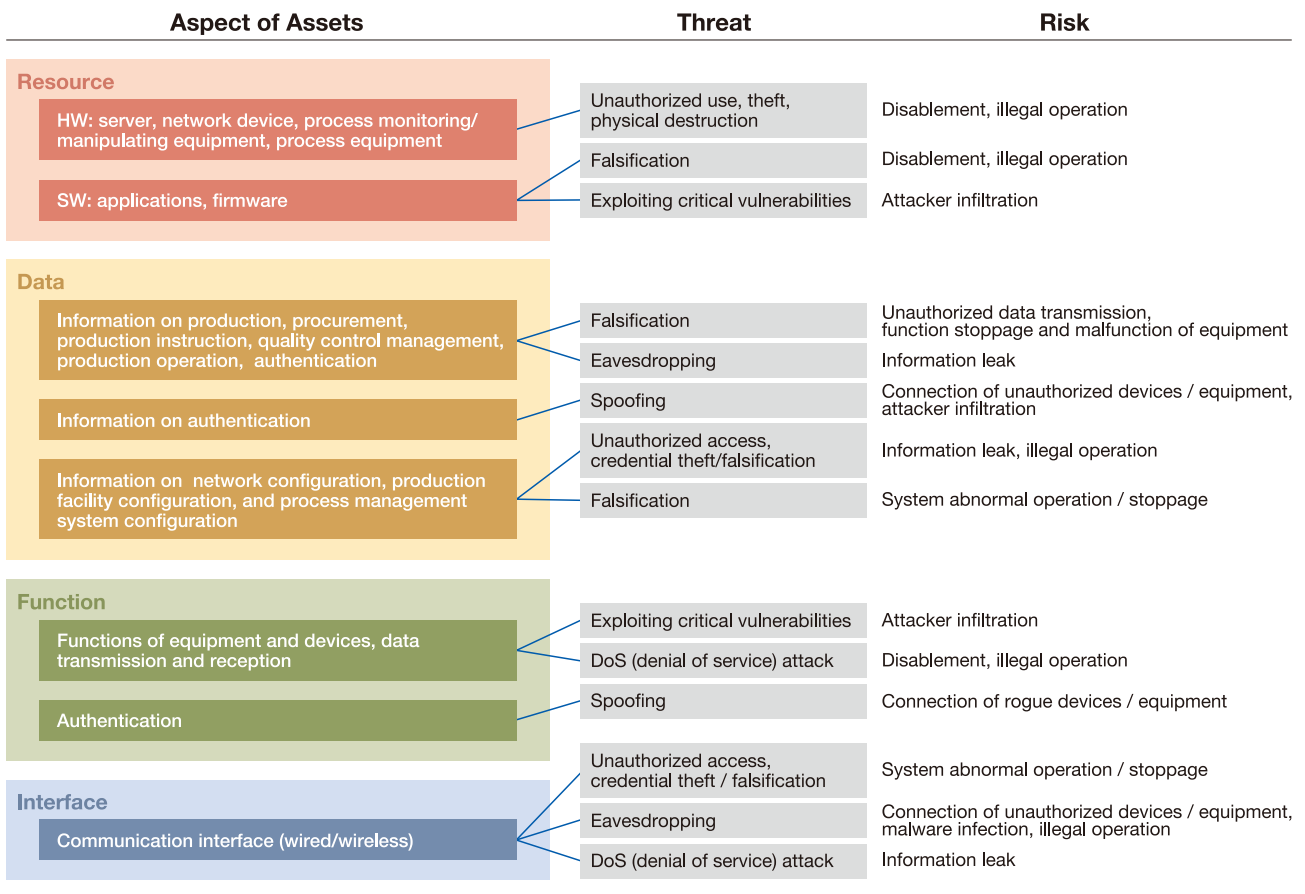 Aspect of Assets
Threat
Risk
Resource
HW: server, network device, process monitoring/
manipulating equipment, process equipment
Unauthorized use, theft,
physical destruction
Disablement, illegal operation
SW: applications, firmware
Falsification
Disablement, illegal operation
Exploiting critical vulnerabilities
Attacker infiltration
Data
Information on production, procurement,
production instruction, quality control management,
production operation,  authentication
Falsification
Unauthorized data transmission,
function stoppage and malfunction of equipment
Eavesdropping
Information leak
Information on authentication
Spoofing
Connection of unauthorized devices / equipment,
attacker infiltration
Information on  network configuration, production
facility configuration, and process management
system configuration
Unauthorized access,
credential theft/falsification
Information leak, illegal operation
Falsification
System abnormal operation / stoppage
Function
Functions of equipment and devices, data
transmission and reception
Exploiting critical vulnerabilities
Attacker infiltration
DoS (denial of service) attack
Disablement, illegal operation
Authentication
Spoofing
Connection of rogue devices / equipment
Interface
Communication interface (wired/wireless)
Unauthorized access,
credential theft / falsification
System abnormal operation / stoppage
Eavesdropping
Connection of unauthorized devices / equipment,
malware infection, illegal operation
DoS (denial of service) attack
Information leak